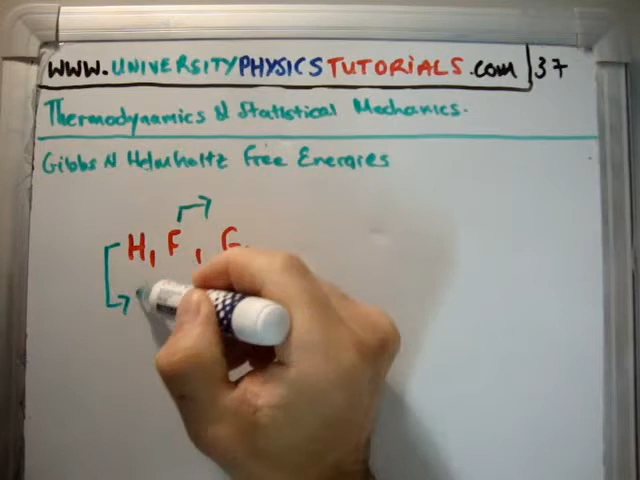 WWW.UNIVERSITYPHYSICSTUTORIALS.com 37
Thermodynamics & Statistical Mechanics.
Gibbs & Helmholtz Free Energies
H, F, G